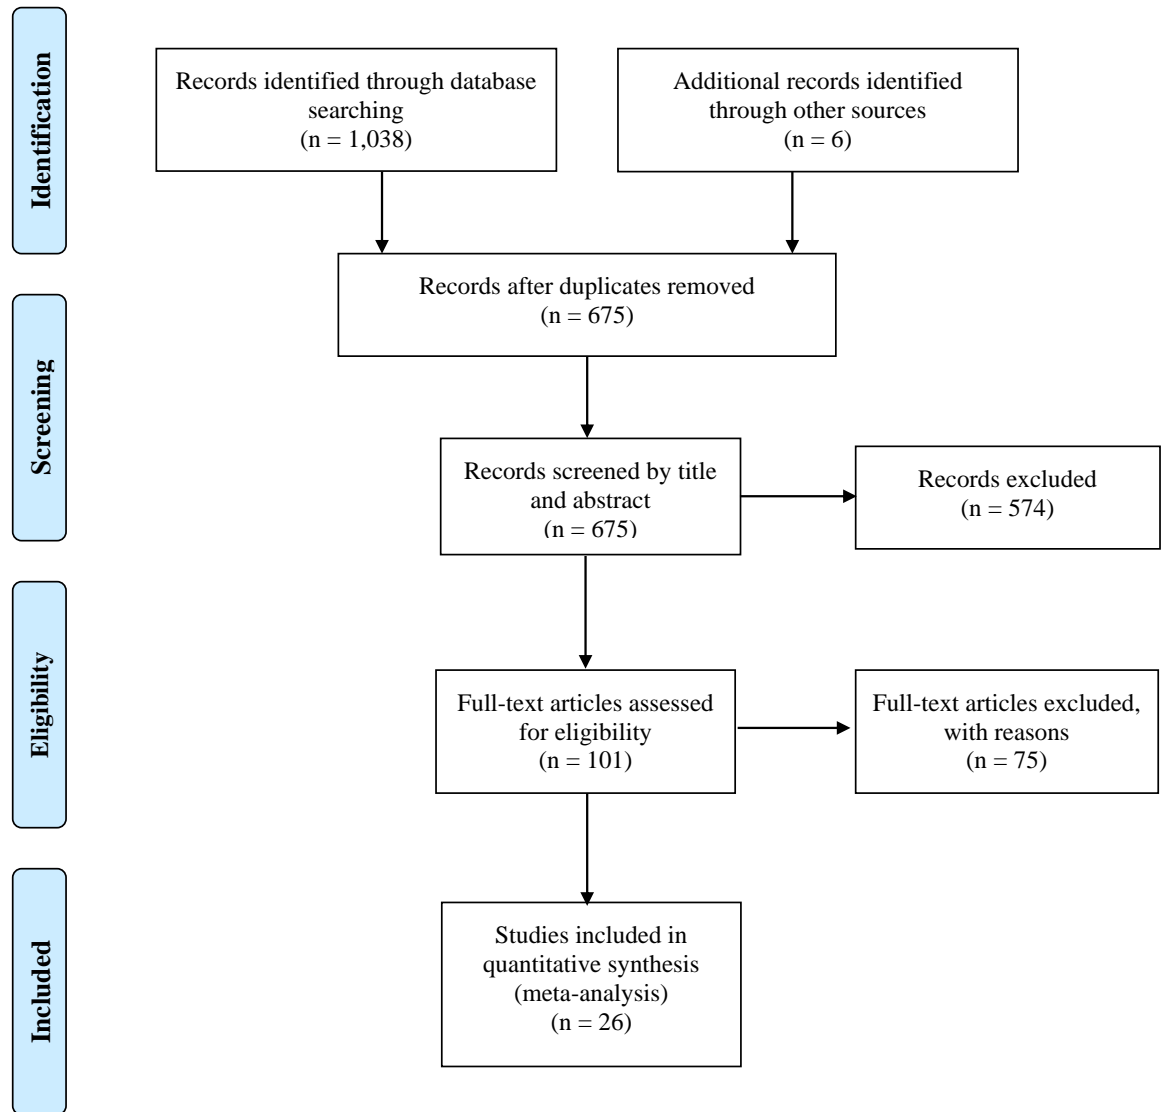 Identification
Records identified through database
searching
(n = 1,038)
Additional records identified
through other sources
(n = 6)
Records after duplicates removed
(n = 675)
Screening
Records screened by title
and abstract
(n = 675)
Records excluded
(n = 574)
Eligibility
Full-text articles assessed
for eligibility
(n = 101)
Full-text articles excluded,
with reasons
(n = 75)
Included
Studies included in
quantitative synthesis
(meta-analysis)
(n = 26)